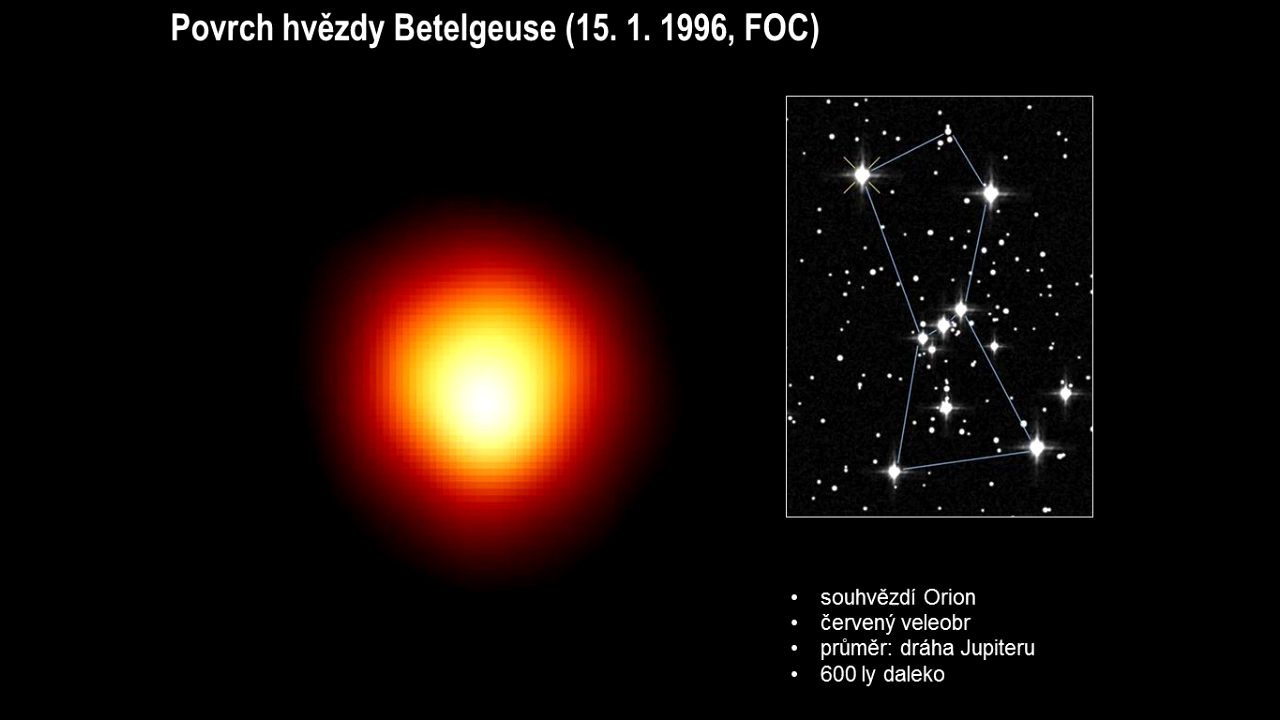 Povrch hvězdy Betelgeuse (15. 1. 1996, FOC)
• souhvězdí Orion
• červený veleobr
• průměr: dráha Jupiteru
• 600 ly daleko